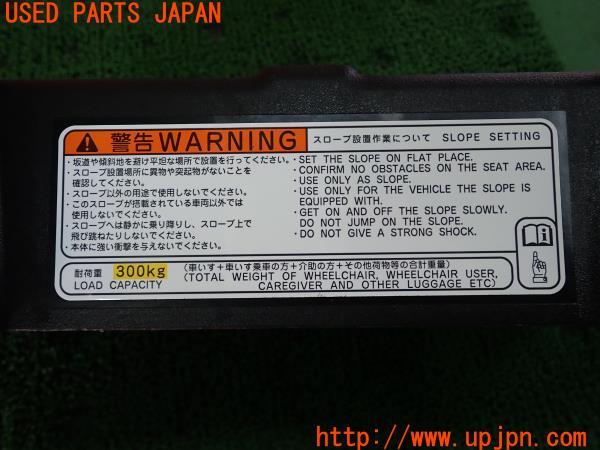 USED PARTS JAPAN
警告 WARNING スロープ設置作業について SLOPE SETTING
・坂道や傾斜地を避け平坦な場所で設置を行ってください。
・スロープ設置場所に異物や突起物がないことを
確認してください。
・スロープ以外の用途で使用しないでください。
・このスロープが搭載されている車両以外では
使用しないでください。
・スロープへは静かに乗り降りし、スロープ上で
飛び跳ねたりしないでください。
・本体に強い衝撃を与えないでください。
・SET THE SLOPE ON FLAT PLACE.
・CONFIRM NO OBSTACLES ON THE SEAT AREA.
・USE ONLY AS SLOPE.
・USE ONLY FOR THE VEHICLE THE SLOPE IS
EQUIPPED WITH.
・GET ON AND OFF THE SLOPE SLOWLY.
DO NOT JUMP ON THE SLOPE.
・DO NOT GIVE A STRONG SHOCK.
耐荷重 300kg (車いす+車いす乗車の方+介助の方+その他荷物等の合計重量)
LOAD CAPACITY (TOTAL WEIGHT OF WHEELCHAIR, WHEELCHAIR USER,
CAREGIVER AND OTHER LUGGAGE ETC)
http://www.upjpn.com/